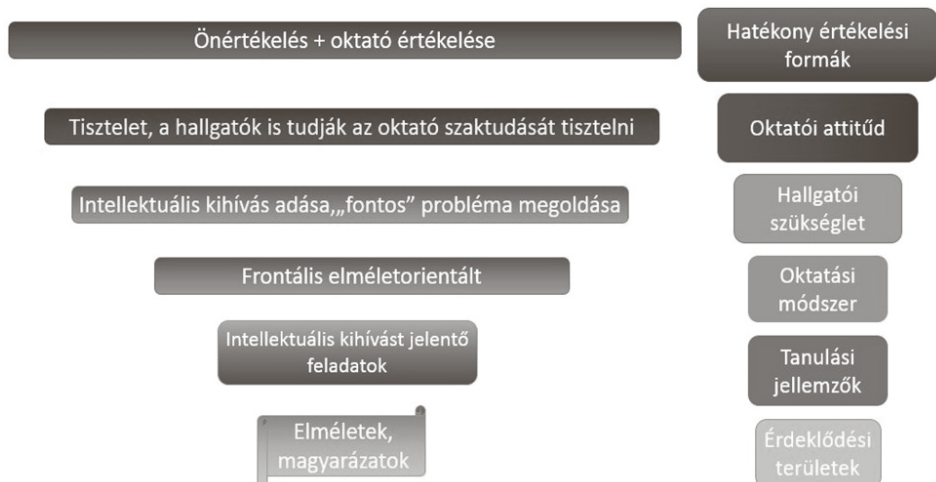 Önértékelés + oktató értékelése
Hatékony értékelési
formák
Tisztelet, a hallgatók is tudják az oktató szaktudását tisztelni
Oktatói attitűd
Intellektuális kihívás adása,„fontos” probléma megoldása
Hallgatói
szükséglet
Frontális elméletorientált
Oktatási
módszer
Intellektuális kihívást jelentő
feladatok
Tanulási
jellemzők
Elméletek,
magyarázatok
Érdeklődési
területek